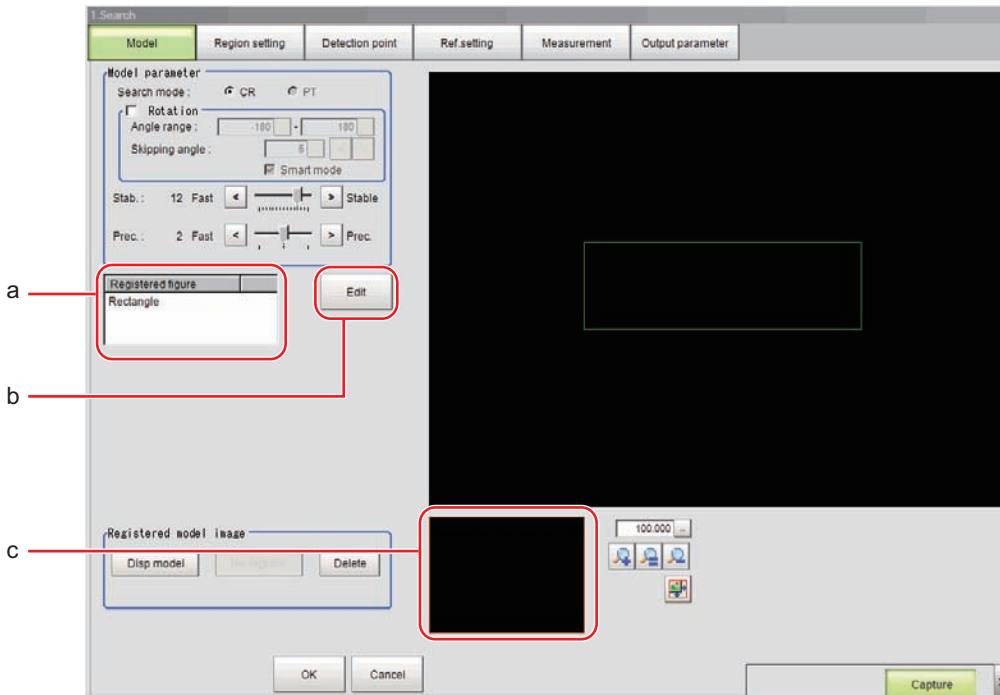 1.Search
Model Region setting Detection point Ref.setting Measurement Output parameter
Model parameter
Search mode : CR PT
Rotation
Angle range : -180 - 180
Skipping angle : 5
Smart mode
Stab. : 12 Fast < > Stable
Prec. : 2 Fast < > Prec.
a
Registered figure
Rectangle
Edit
b
c
Registered model image
Disp model
Delete
100.000 ...
OK Cancel
Capture